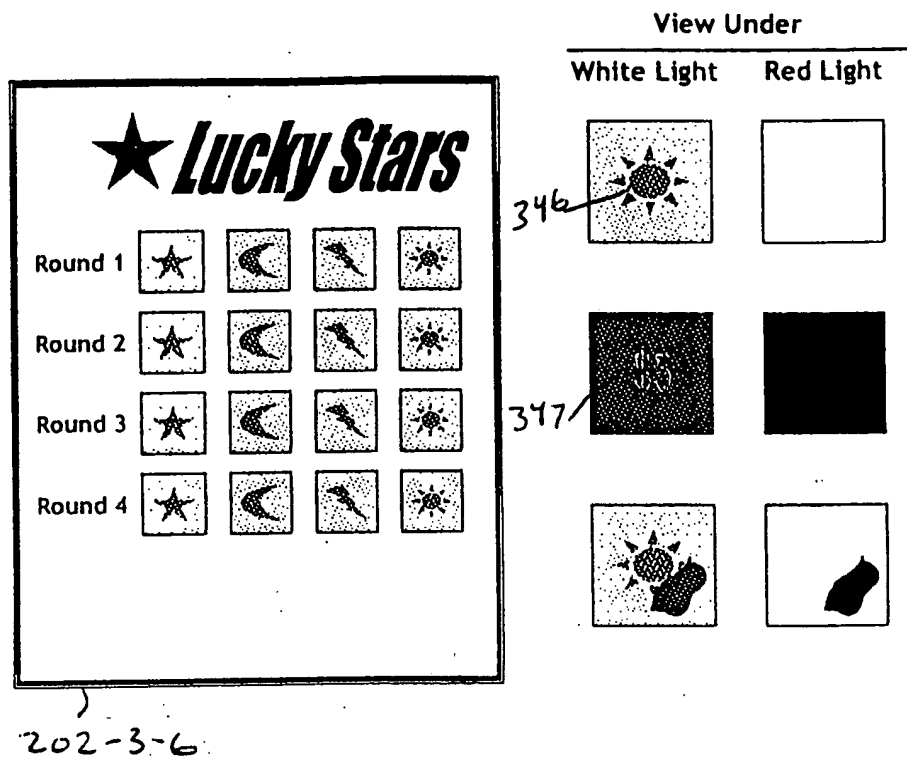 View Under
White Light Red Light
Lucky Stars
346
Round 1
Round 2
347
Round 3
Round 4
202-3-6